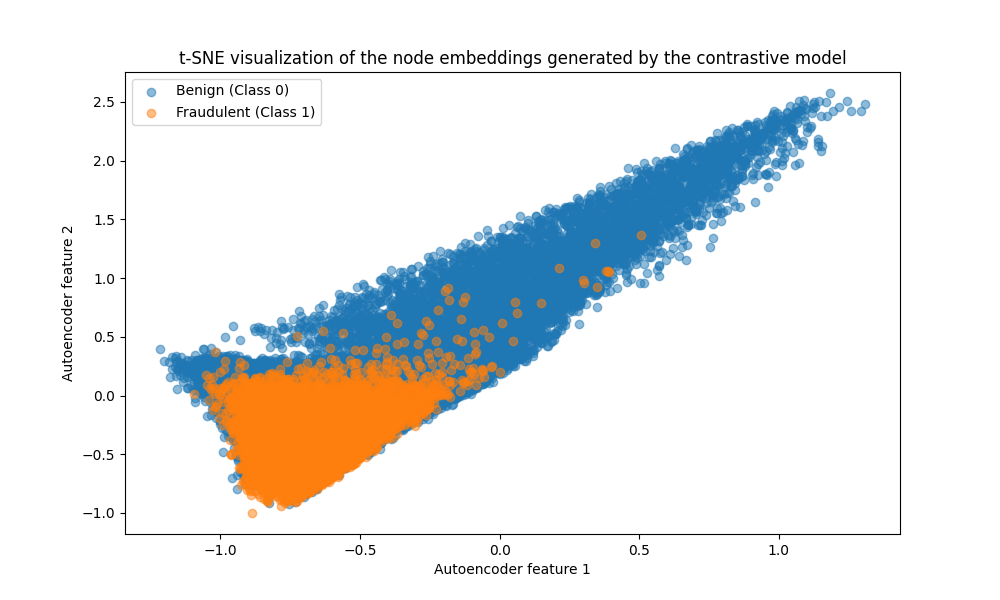 t-SNE visualization of the node embeddings generated by the contrastive model
Benign (Class 0)
Fraudulent (Class 1)
Autoencoder feature 2
2.5
2.0
1.5
1.0
0.5
0.0
−0.5
−1.0
−1.0 −0.5 0.0 0.5 1.0
Autoencoder feature 1